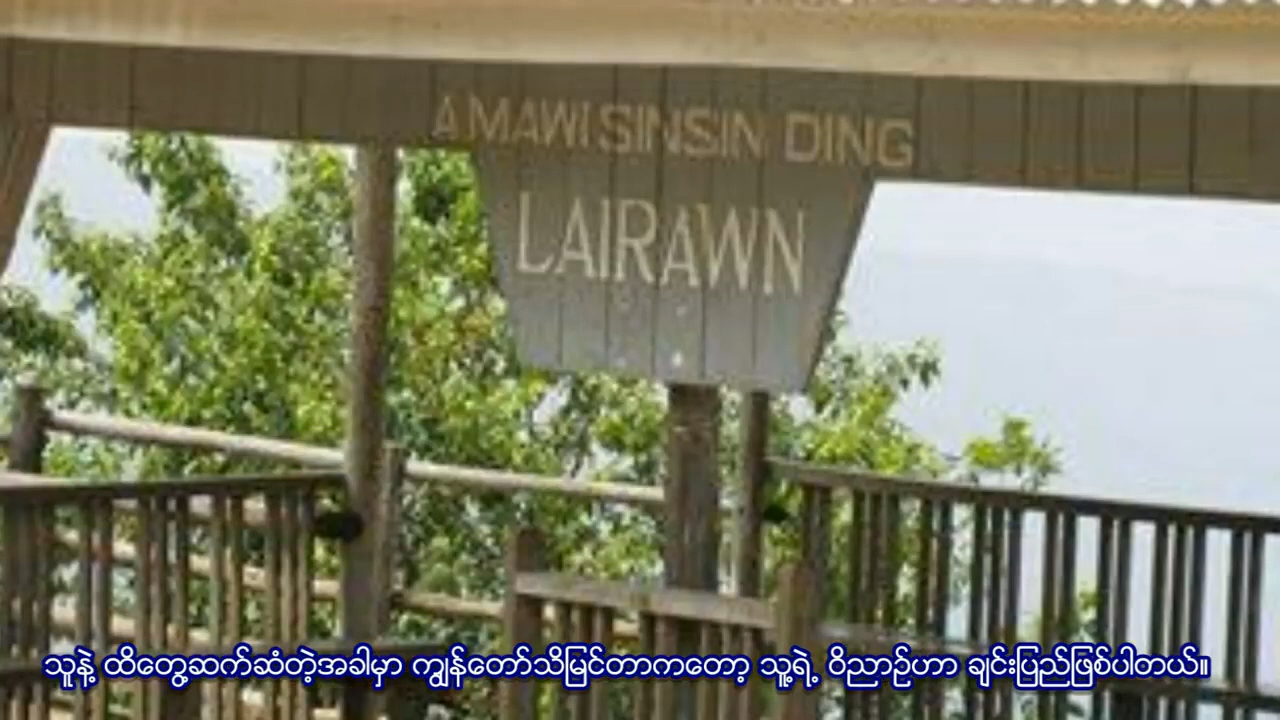 A MAWI SINSIN DING
LAIRAWN
သူနဲ့ ထိတွေ့ဆက်ဆံတဲ့အခါမှာ ကျွန်တော်သိမြင်တာကတော့ သူ့ရဲ့ ဝိညာဉ်ဟာ ချင်းပြည်ဖြစ်ပါတယ်။